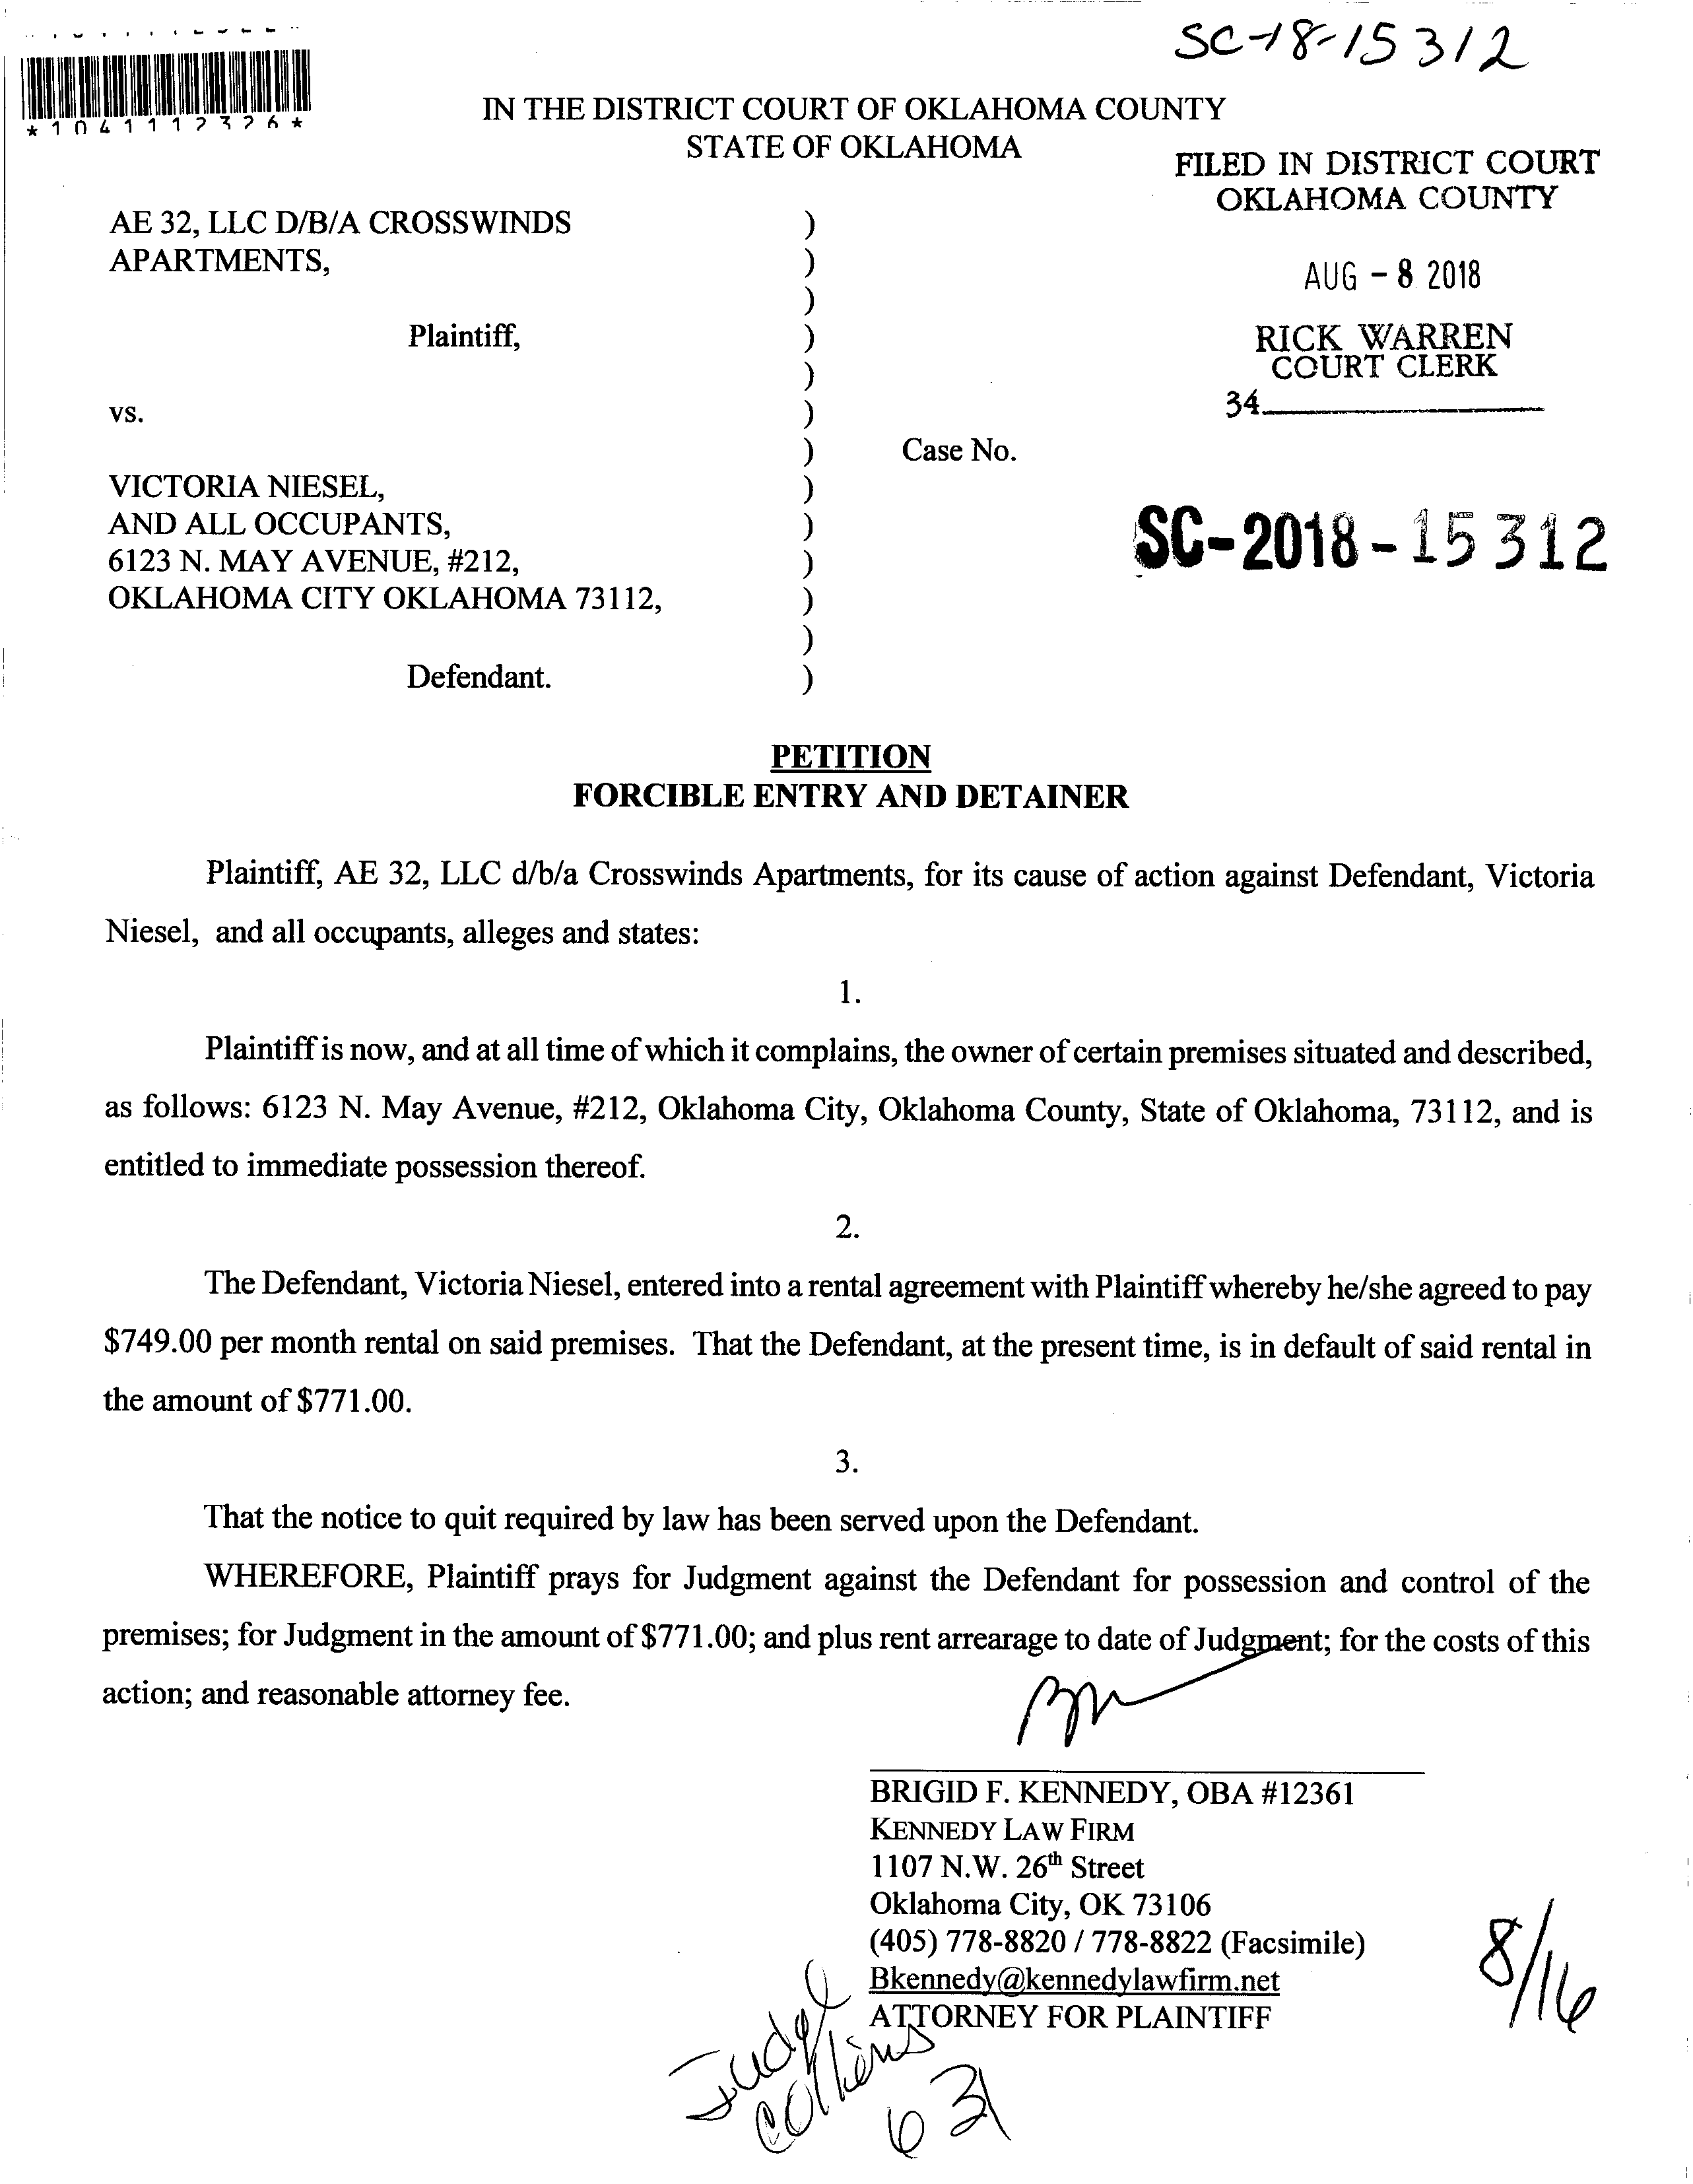 SC-18-15312
*1041112326*
IN THE DISTRICT COURT OF OKLAHOMA COUNTY
STATE OF OKLAHOMA
FILED IN DISTRICT COURT
OKLAHOMA COUNTY
AUG - 8 2018
RICK WARREN
COURT CLERK
34
AE 32, LLC D/B/A CROSSWINDS )
APARTMENTS, )
)
Plaintiff, )
)
vs. )
) Case No.
VICTORIA NIESEL, )
AND ALL OCCUPANTS, )
6123 N. MAY AVENUE, #212, )
OKLAHOMA CITY OKLAHOMA 73112, )
)
Defendant. )
SC-2018-15312
PETITION
FORCIBLE ENTRY AND DETAINER
Plaintiff, AE 32, LLC d/b/a Crosswinds Apartments, for its cause of action against Defendant, Victoria
Niesel, and all occupants, alleges and states:
1.
Plaintiff is now, and at all time of which it complains, the owner of certain premises situated and described,
as follows: 6123 N. May Avenue, #212, Oklahoma City, Oklahoma County, State of Oklahoma, 73112, and is
entitled to immediate possession thereof.
2.
The Defendant, Victoria Niesel, entered into a rental agreement with Plaintiff whereby he/she agreed to pay
$749.00 per month rental on said premises. That the Defendant, at the present time, is in default of said rental in
the amount of $771.00.
3.
That the notice to quit required by law has been served upon the Defendant.
WHEREFORE, Plaintiff prays for Judgment against the Defendant for possession and control of the
premises; for Judgment in the amount of $771.00; and plus rent arrearage to date of Judgment; for the costs of this
action; and reasonable attorney fee.
BRIGID F. KENNEDY, OBA #12361
KENNEDY LAW FIRM
1107 N.W. 26th Street
Oklahoma City, OK 73106
(405) 778-8820 / 778-8822 (Facsimile)
Bkennedy@kennedylawfirm.net
ATTORNEY FOR PLAINTIFF
8/16
Judge
Collins